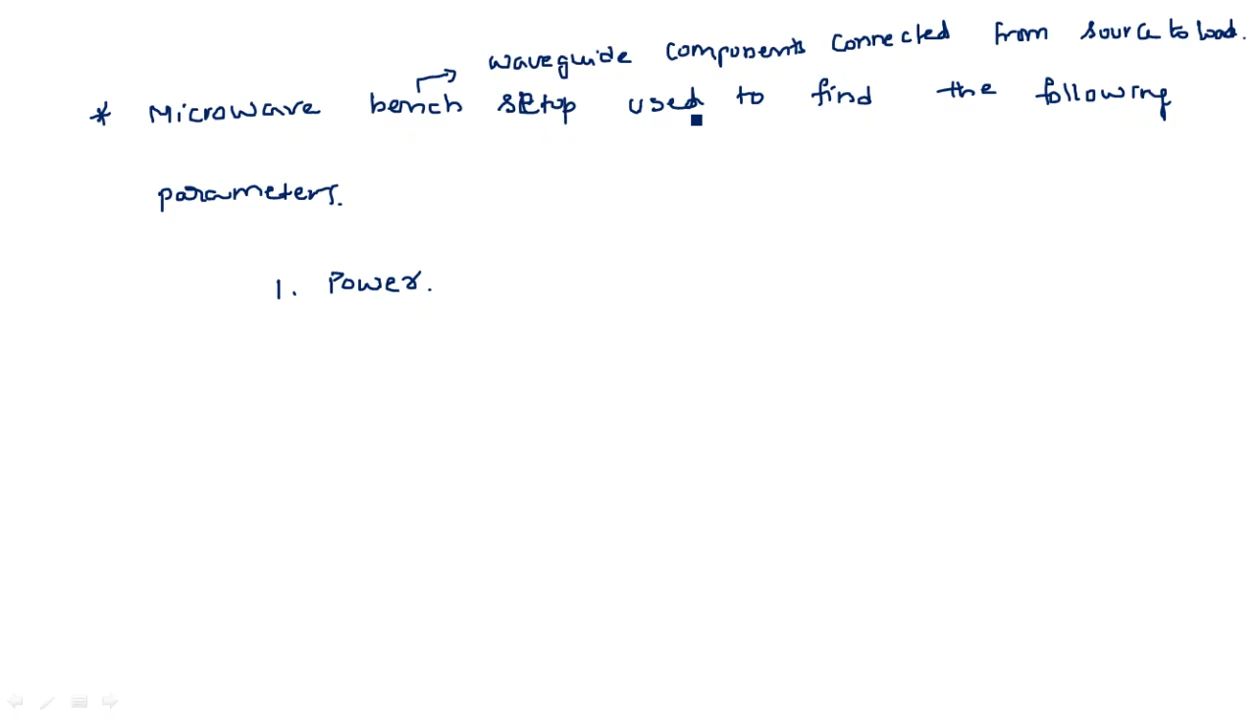 waveguide components connected from source to load.
* Microwave bench setup used to find the following
parameters.
1. Power.